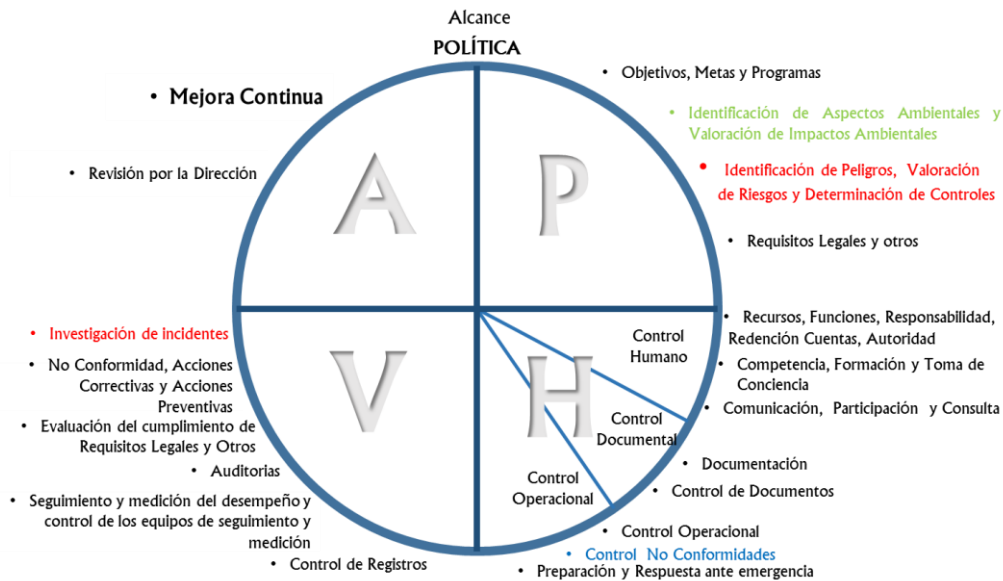 Alcance
POLÍTICA
• Objetivos, Metas y Programas
• Identificación de Aspectos Ambientales y
Valoración de Impactos Ambientales
• Identificación de Peligros, Valoración
de Riesgos y Determinación de Controles
• Requisitos Legales y otros
• Mejora Continua
• Revisión por la Dirección
A
P
V
H
Control
Humano
Control
Documental
Control
Operacional
• Recursos, Funciones, Responsabilidad,
Redención Cuentas, Autoridad
• Competencia, Formación y Toma de
Conciencia
• Comunicación, Participación y Consulta
• Documentación
• Control de Documentos
• Control Operacional
• Control No Conformidades
• Preparación y Respuesta ante emergencia
• Investigación de incidentes
• No Conformidad, Acciones
Correctivas y Acciones
Preventivas
• Evaluación del cumplimiento de
Requisitos Legales y Otros
• Auditorias
• Seguimiento y medición del desempeño y
control de los equipos de seguimiento y
medición
• Control de Registros